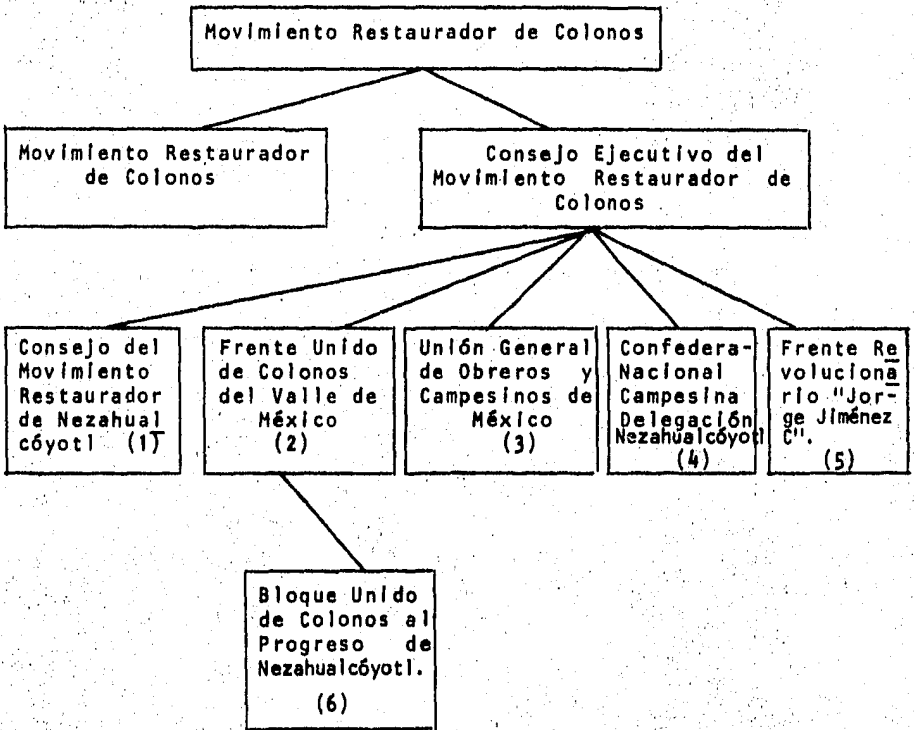 Movimiento Restaurador de Colonos
Movimiento Restaurador
de Colonos
Consejo Ejecutivo del
Movimiento Restaurador de
Colonos
Consejo del
Movimiento
Restaurador
de Nezahual
cóyotl (1)
Frente Unido
de Colonos
del Valle de
México
(2)
Unión General
de Obreros y
Campesinos de
México
(3)
Confedera-
Nacional
Campesina
Delegación
Nezahualcóyotl
(4)
Frente Re
voluciona
rio "Jor-
ge Jiménez
C".
(5)
Bloque Unido
de Colonos al
Progreso de
Nezahualcóyotl.
(6)